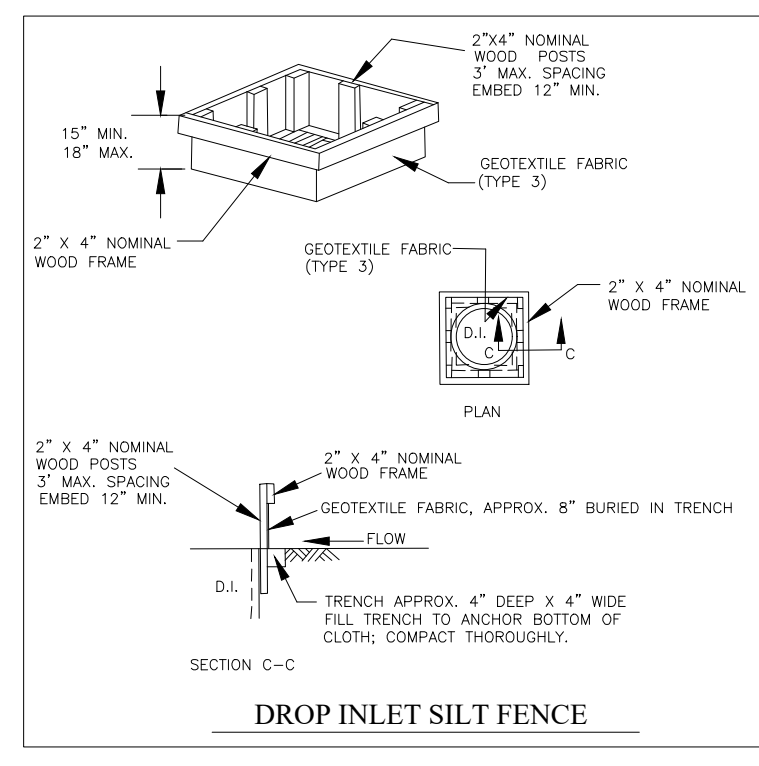 2”X4” NOMINAL
WOOD POSTS
3’ MAX. SPACING
EMBED 12” MIN.
15” MIN.
18” MAX.
GEOTEXTILE FABRIC
(TYPE 3)
2” X 4” NOMINAL
WOOD FRAME
GEOTEXTILE FABRIC
(TYPE 3)
2” X 4” NOMINAL
WOOD FRAME
D.I.
C
C
PLAN
2” X 4” NOMINAL
WOOD POSTS
3’ MAX. SPACING
EMBED 12” MIN.
2” X 4” NOMINAL
WOOD FRAME
GEOTEXTILE FABRIC, APPROX. 8” BURIED IN TRENCH
FLOW
D.I.
TRENCH APPROX. 4” DEEP X 4” WIDE
FILL TRENCH TO ANCHOR BOTTOM OF
CLOTH; COMPACT THOROUGHLY.
SECTION C–C
DROP INLET SILT FENCE